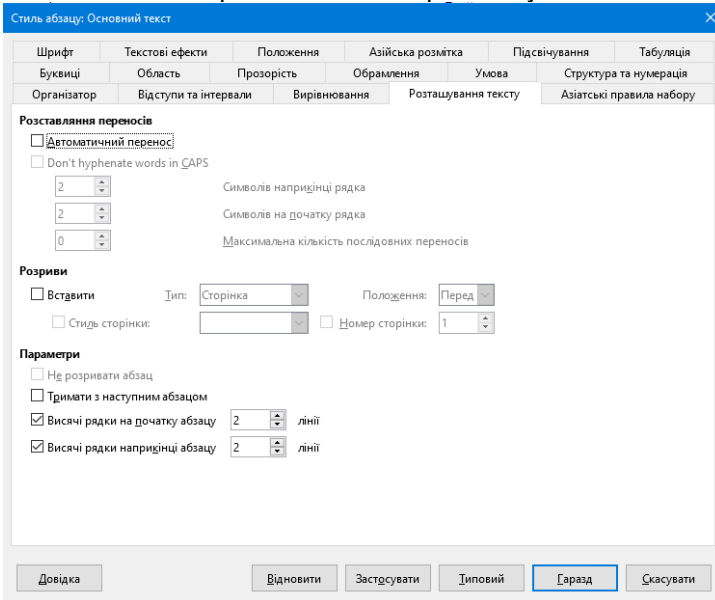 Стиль абзацу: Основний текст
Шрифт Текстові ефекти Положення Азійська розмітка Підсвічування Табуляція
Буквиці Область Прозорість Обрамлення Умова Структура та нумерація
Організатор Відступи та інтервали Вирівнювання Розташування тексту Азіатські правила набору
Розставляння переносів
Автоматичний перенос
Don't hyphenate words in CAPS
2 Символів наприкінці рядка
2 Символів на початку рядка
0 Максимальна кількість послідовних переносів
Розриви
Вставити Тип: Сторінка Положення: Перед
Стиль сторінки: Номер сторінки: 1
Параметри
Не розривати абзац
Тримати з наступним абзацом
Висячі рядки на початку абзацу 2 лінії
Висячі рядки наприкінці абзацу 2 лінії
Довідка Відновити Застосувати Типовий Гаразд Скасувати